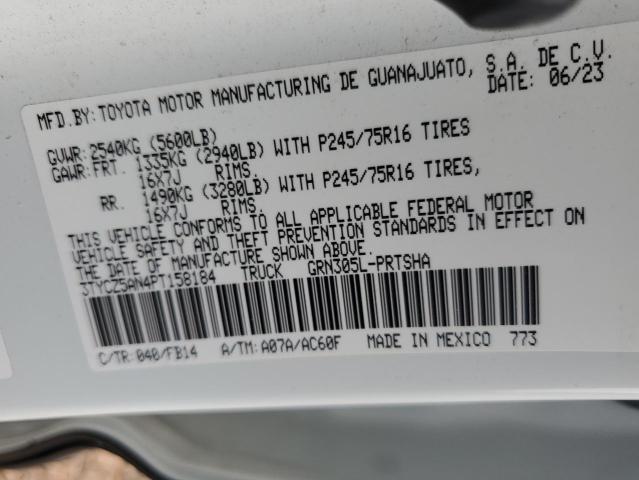 MFD.BY:TOYOTA MOTOR MANUFACTURING DE GUANAJUATO, S.A. DE C.V.
DATE: 06/23
GVWR:2540KG (5600LB)
GAWR:FRT. 1335KG (2940LB) WITH P245/75R16 TIRES
16X7J RIMS.
RR. 1490KG (3280LB) WITH P245/75R16 TIRES,
16X7J RIMS.
THIS VEHICLE CONFORMS TO ALL APPLICABLE FEDERAL MOTOR
VEHICLE SAFETY AND THEFT PREVENTION STANDARDS IN EFFECT ON
THE DATE OF MANUFACTURE SHOWN ABOVE.
3TYCZ5AN4PT158184 TRUCK GRN305L-PRTSHA
C/TR:040/FB14 A/TM:A07A/AC60F MADE IN MEXICO 773